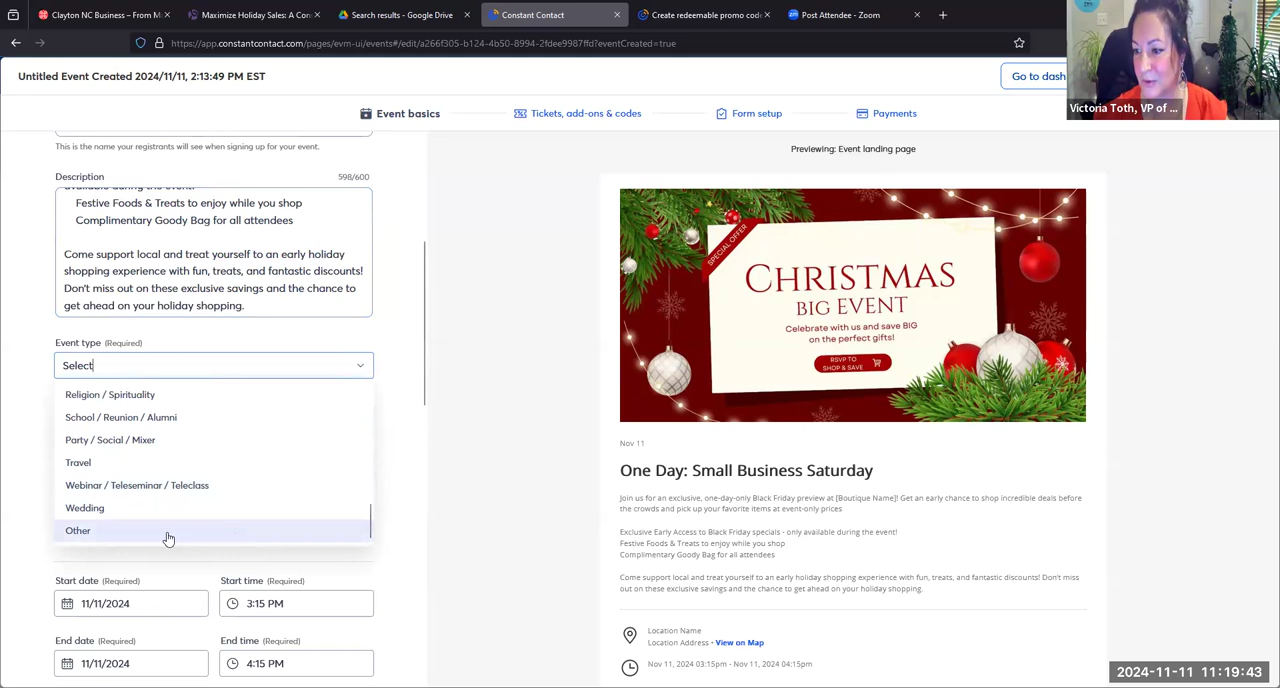 Clayton NC Business – From M
Maximize Holiday Sales: A Con
Search results - Google Drive
Constant Contact
Create redeemable promo code
Post Attendee - Zoom
https://app.constantcontact.com/pages/evm-ui/events#/edit/a266f305-b124-4b50-8994-2fdee9987ffd?eventCreated=true
Untitled Event Created 2024/11/11, 2:13:49 PM EST
Go to dash
Victoria Toth, VP of ...
Event basics
Tickets, add-ons & codes
Form setup
Payments
This is the name your registrants will see when signing up for your event.
Description
598/600
available during the event!
Festive Foods & Treats to enjoy while you shop
Complimentary Goody Bag for all attendees
Come support local and treat yourself to an early holiday
shopping experience with fun, treats, and fantastic discounts!
Don't miss out on these exclusive savings and the chance to
get ahead on your holiday shopping.
Event type (Required)
Select
Religion / Spirituality
School / Reunion / Alumni
Party / Social / Mixer
Travel
Webinar / Teleseminar / Teleclass
Wedding
Other
Start date (Required)
Start time (Required)
11/11/2024
3:15 PM
End date (Required)
End time (Required)
11/11/2024
4:15 PM
Previewing: Event landing page
SPECIAL OFFER
CHRISTMAS
BIG EVENT
Celebrate with us and save BIG
on the perfect gifts!
RSVP TO
SHOP & SAVE
Nov 11
One Day: Small Business Saturday
Join us for an exclusive, one-day-only Black Friday preview at [Boutique Name]! Get an early chance to shop incredible deals before
the crowds and pick up your favorite items at event-only prices
Exclusive Early Access to Black Friday specials - only available during the event!
Festive Foods & Treats to enjoy while you shop
Complimentary Goody Bag for all attendees
Come support local and treat yourself to an early holiday shopping experience with fun, treats, and fantastic discounts! Don't miss
out on these exclusive savings and the chance to get ahead on your holiday shopping.
Location Name
Location Address • View on Map
Nov 11, 2024 03:15pm - Nov 11, 2024 04:15pm
2024-11-11 11:19:43